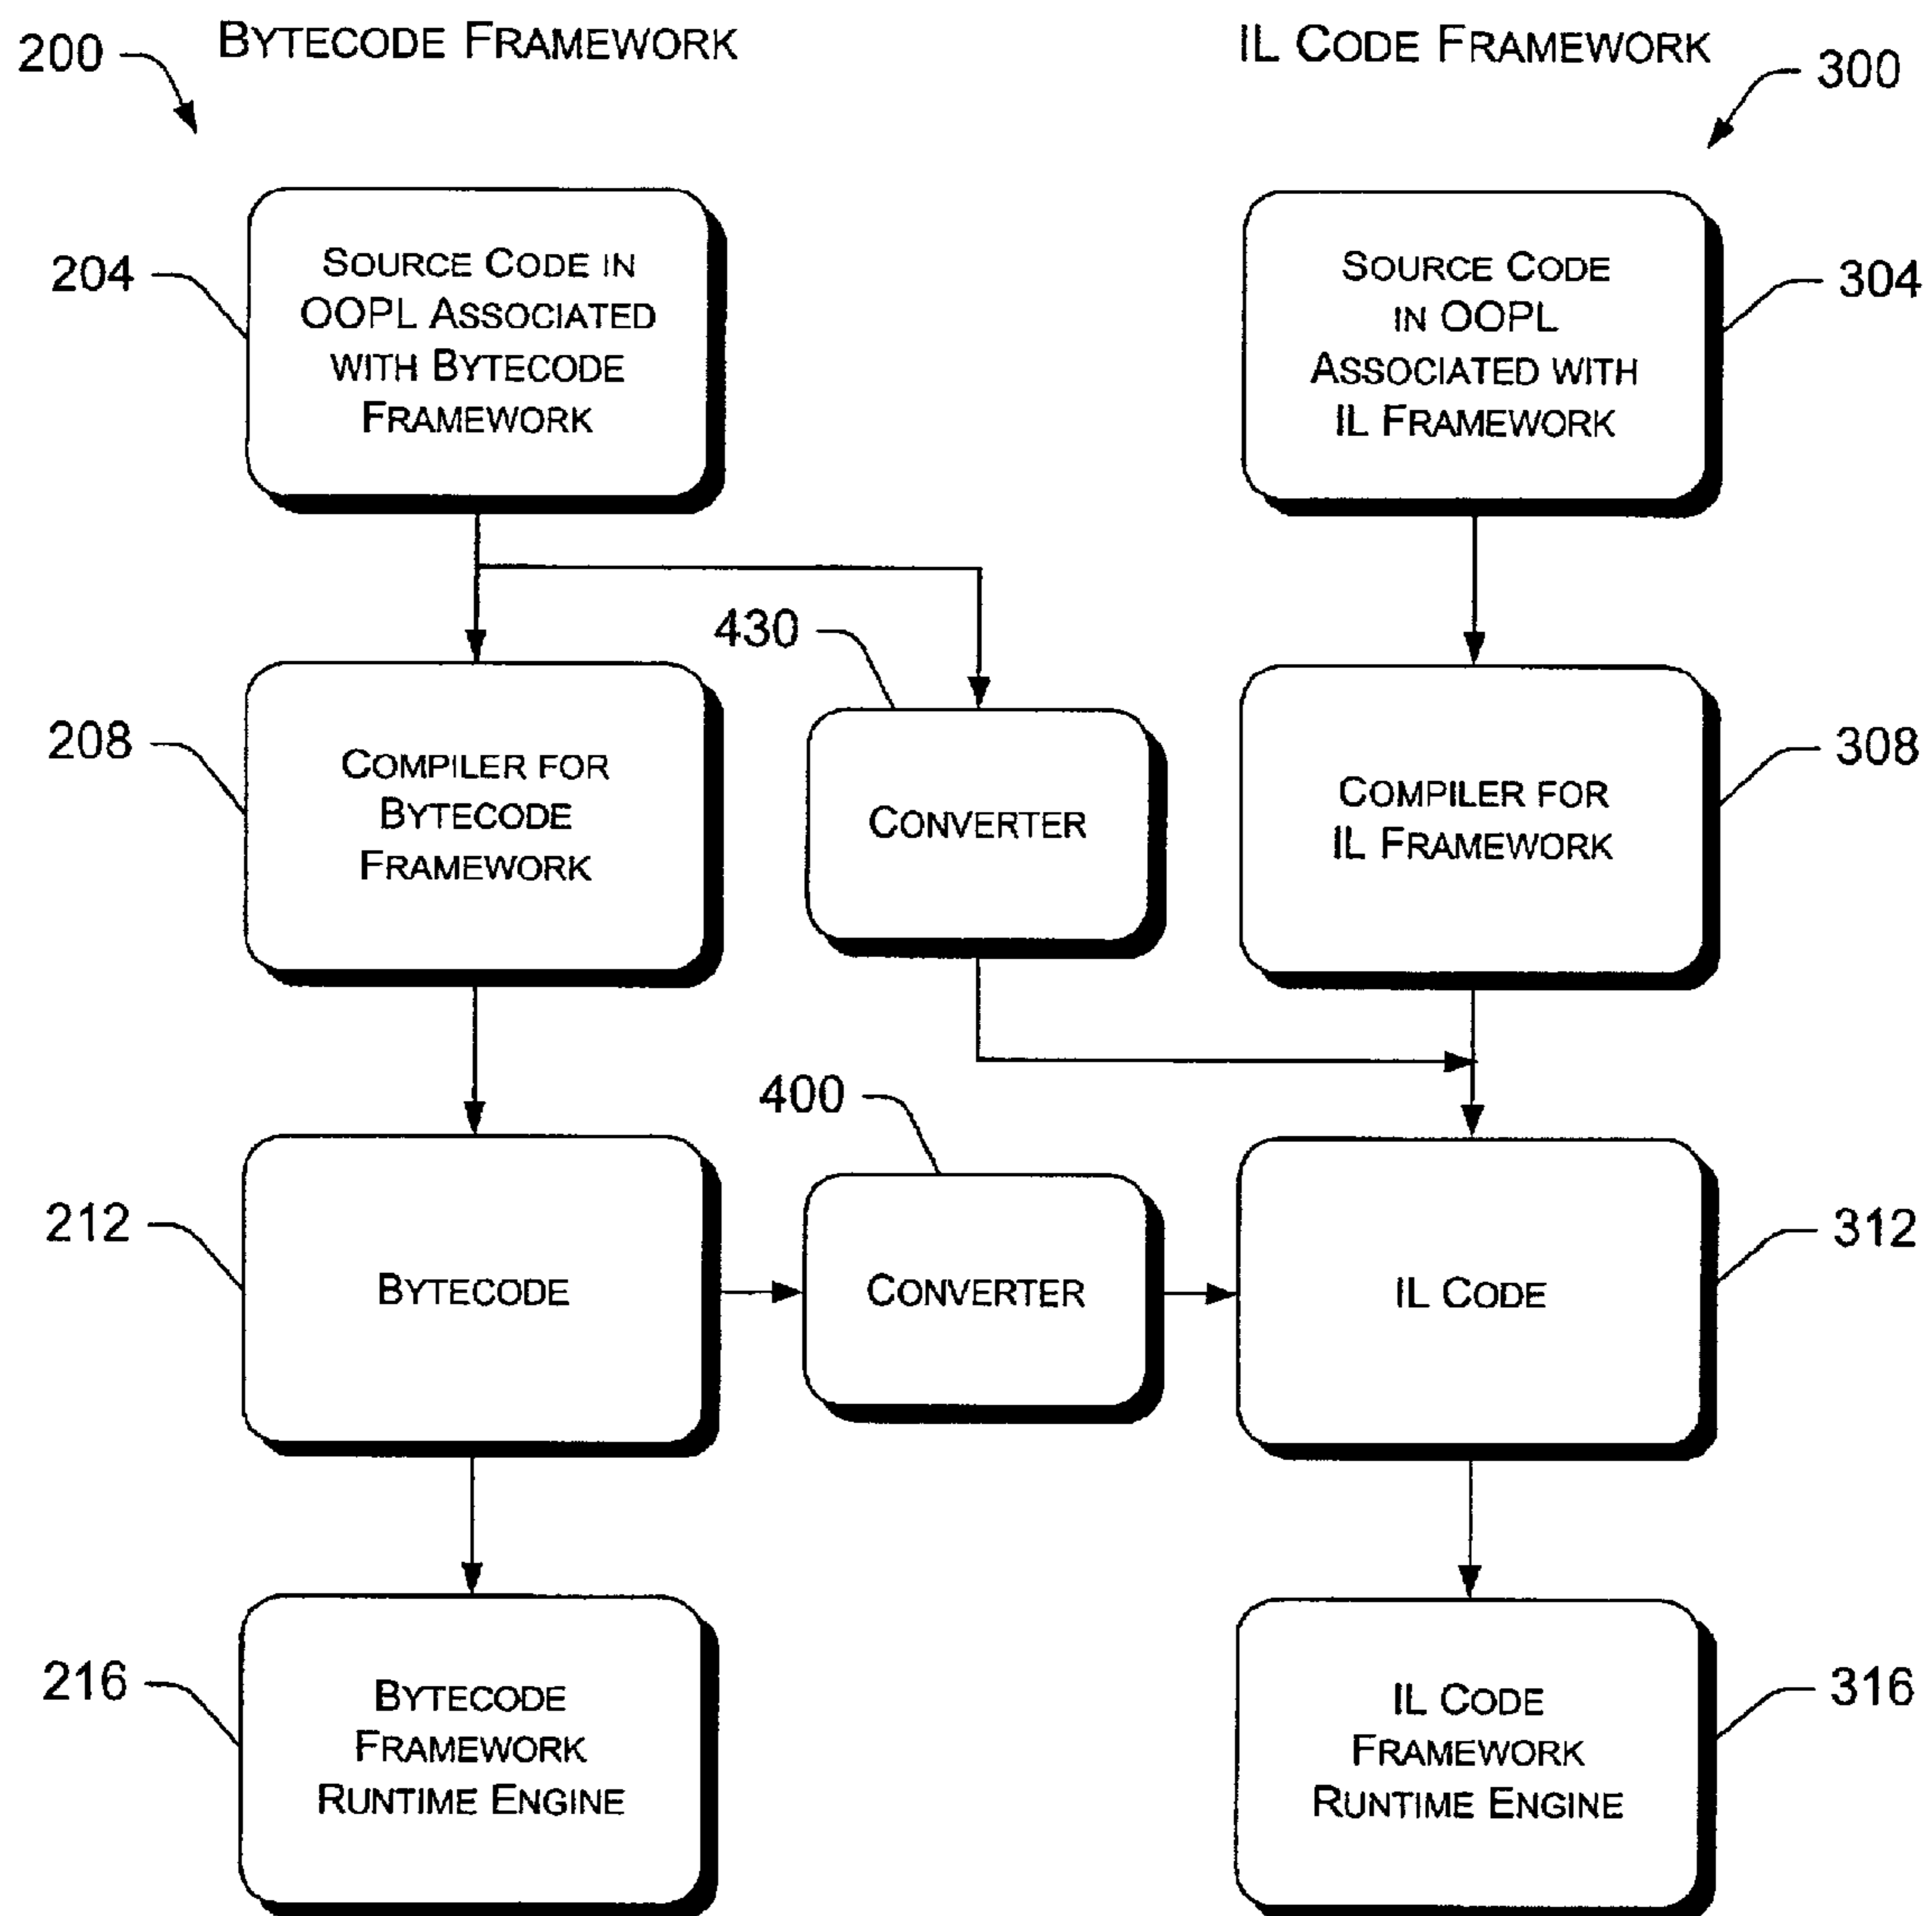 200
BYTECODE FRAMEWORK
IL CODE FRAMEWORK
300
204
SOURCE CODE IN
OOPL ASSOCIATED
WITH BYTECODE
FRAMEWORK
SOURCE CODE
IN OOPL
ASSOCIATED WITH
IL FRAMEWORK
304
430
208
COMPILER FOR
BYTECODE
FRAMEWORK
CONVERTER
COMPILER FOR
IL FRAMEWORK
308
400
212
BYTECODE
CONVERTER
IL CODE
312
216
BYTECODE
FRAMEWORK
RUNTIME ENGINE
IL CODE
FRAMEWORK
RUNTIME ENGINE
316